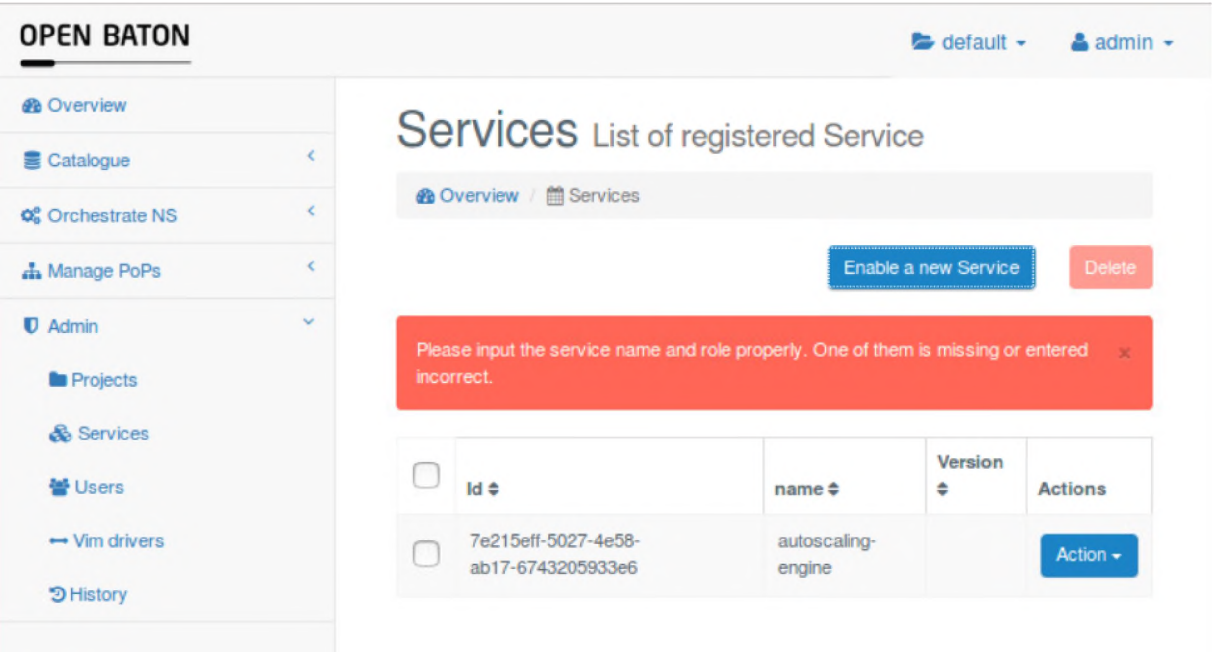 OPEN BATON
default
admin
Overview
Catalogue
Orchestrate NS
Manage PoPs
Admin
Projects
Services
Users
Vim drivers
History
Services List of registered Service
Overview / Services
Enable a new Service
Delete
Please input the service name and role properly. One of them is missing or entered ×
incorrect.
Id
name
Version
Actions
7e215eff-5027-4e58-
ab17-6743205933e6
autoscaling-
engine
Action